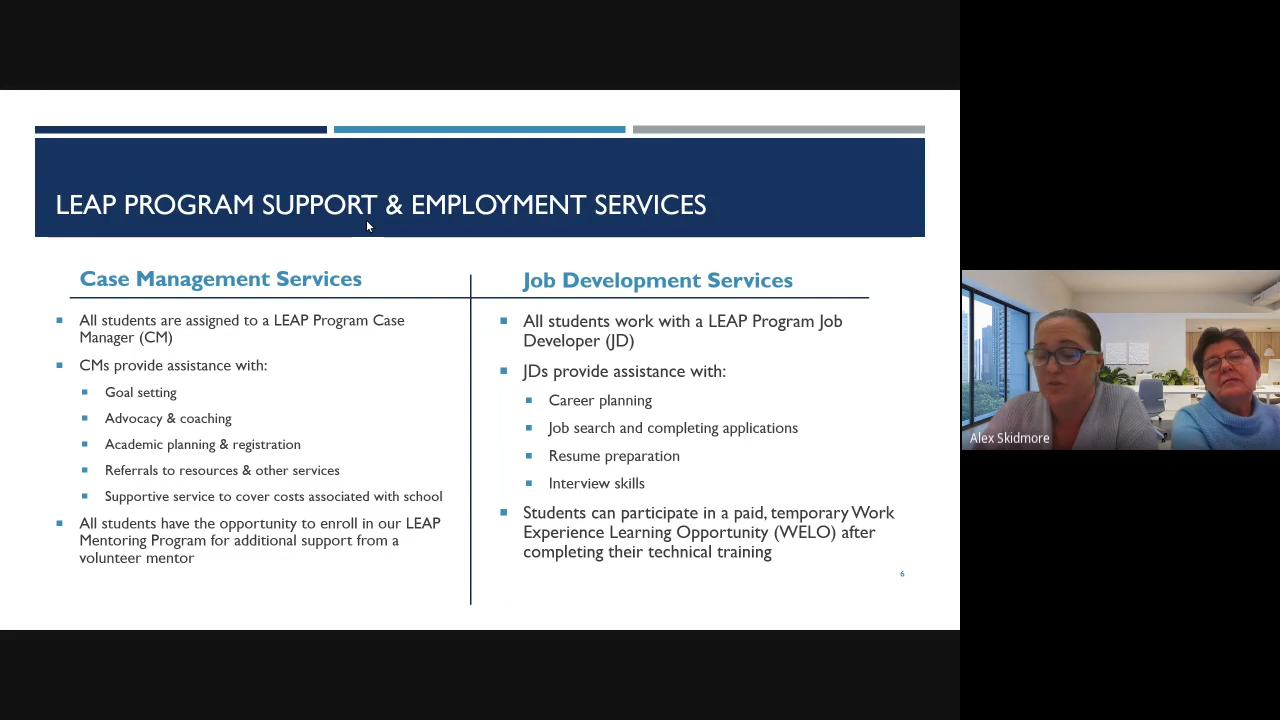 LEAP PROGRAM SUPPORT & EMPLOYMENT SERVICES
Case Management Services
All students are assigned to a LEAP Program Case
Manager (CM)
CMs provide assistance with:
Goal setting
Advocacy & coaching
Academic planning & registration
Referrals to resources & other services
Supportive service to cover costs associated with school
All students have the opportunity to enroll in our LEAP
Mentoring Program for additional support from a
volunteer mentor
Job Development Services
All students work with a LEAP Program Job
Developer (JD)
JDs provide assistance with:
Career planning
Job search and completing applications
Resume preparation
Interview skills
Students can participate in a paid, temporary Work
Experience Learning Opportunity (WELO) after
completing their technical training
6
Alex Skidmore